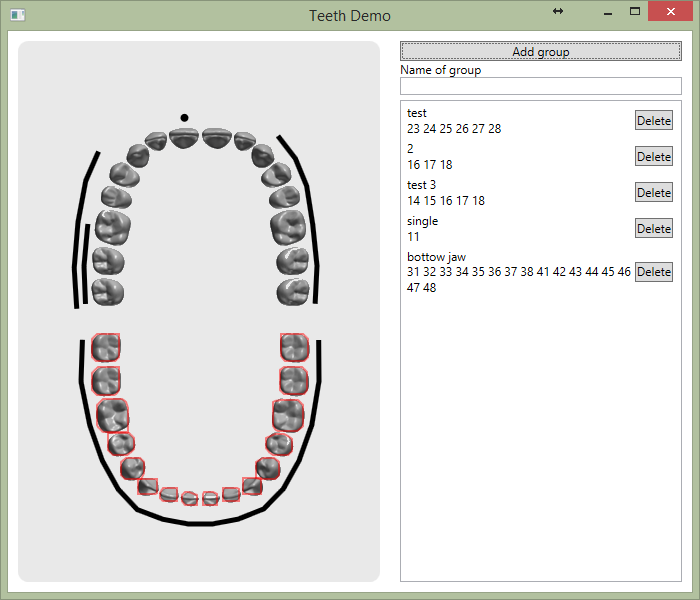 Teeth Demo
Add group
Name of group
test
23 24 25 26 27 28
Delete
2
16 17 18
Delete
test 3
14 15 16 17 18
Delete
single
11
Delete
bottow jaw
31 32 33 34 35 36 37 38 41 42 43 44 45 46
47 48
Delete